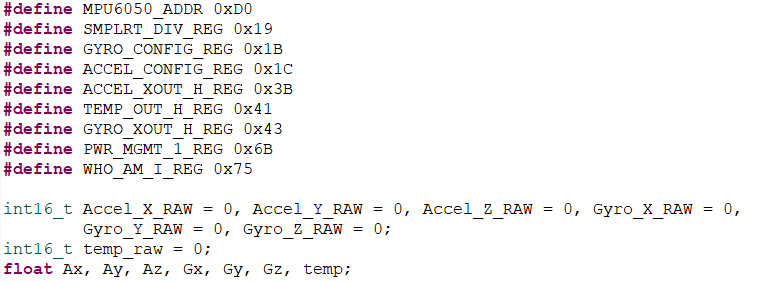 #define MPU6050_ADDR 0xD0
#define SMPLRT_DIV_REG 0x19
#define GYRO_CONFIG_REG 0x1B
#define ACCEL_CONFIG_REG 0x1C
#define ACCEL_XOUT_H_REG 0x3B
#define TEMP_OUT_H_REG 0x41
#define GYRO_XOUT_H_REG 0x43
#define PWR_MGMT_1_REG 0x6B
#define WHO_AM_I_REG 0x75

int16_t Accel_X_RAW = 0, Accel_Y_RAW = 0, Accel_Z_RAW = 0, Gyro_X_RAW = 0,
        Gyro_Y_RAW = 0, Gyro_Z_RAW = 0;
int16_t temp_raw = 0;
float Ax, Ay, Az, Gx, Gy, Gz, temp;